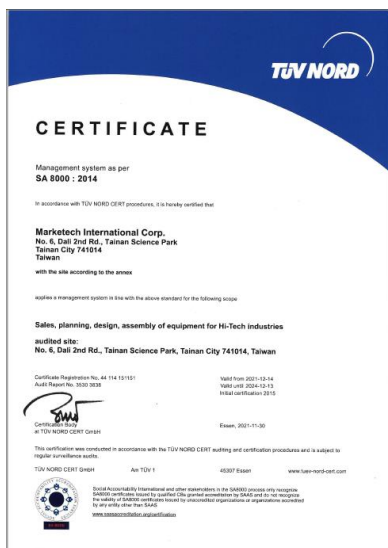 TÜV NORD
CERTIFICATE
Management system as per
SA 8000 : 2014
In accordance with TÜV NORD CERT procedures, it is hereby certified that
Marketech International Corp.
No. 6, Dali 2nd Rd., Tainan Science Park
Tainan City 741014
Taiwan
with the site according to the annex
applies a management system in line with the above standard for the following scope
Sales, planning, design, assembly of equipment for Hi-Tech industries
audited site:
No. 6, Dali 2nd Rd., Tainan Science Park, Tainan City 741014, Taiwan
Certificate Registration No. 44 114 131151
Audit Report No. 3530 3838
Valid from 2021-12-14
Valid until 2024-12-13
Initial certification 2015
Certification Body
at TÜV NORD CERT GmbH
Essen, 2021-11-30
This certification was conducted in accordance with the TÜV NORD CERT auditing and certification procedures and is subject to
regular surveillance audits.
TÜV NORD CERT GmbH Am TÜV 1 45307 Essen www.tuev-nord-cert.com
Social Accountability International and other stakeholders in the SA8000 process only recognize
SA8000 certificates issued by qualified CBs granted accreditation by SAAS and do not recognize
the validity of SA8000 certificates issued by unaccredited organizations or organizations accredited
by any entity other than SAAS
www.saasaccreditation.org/certification